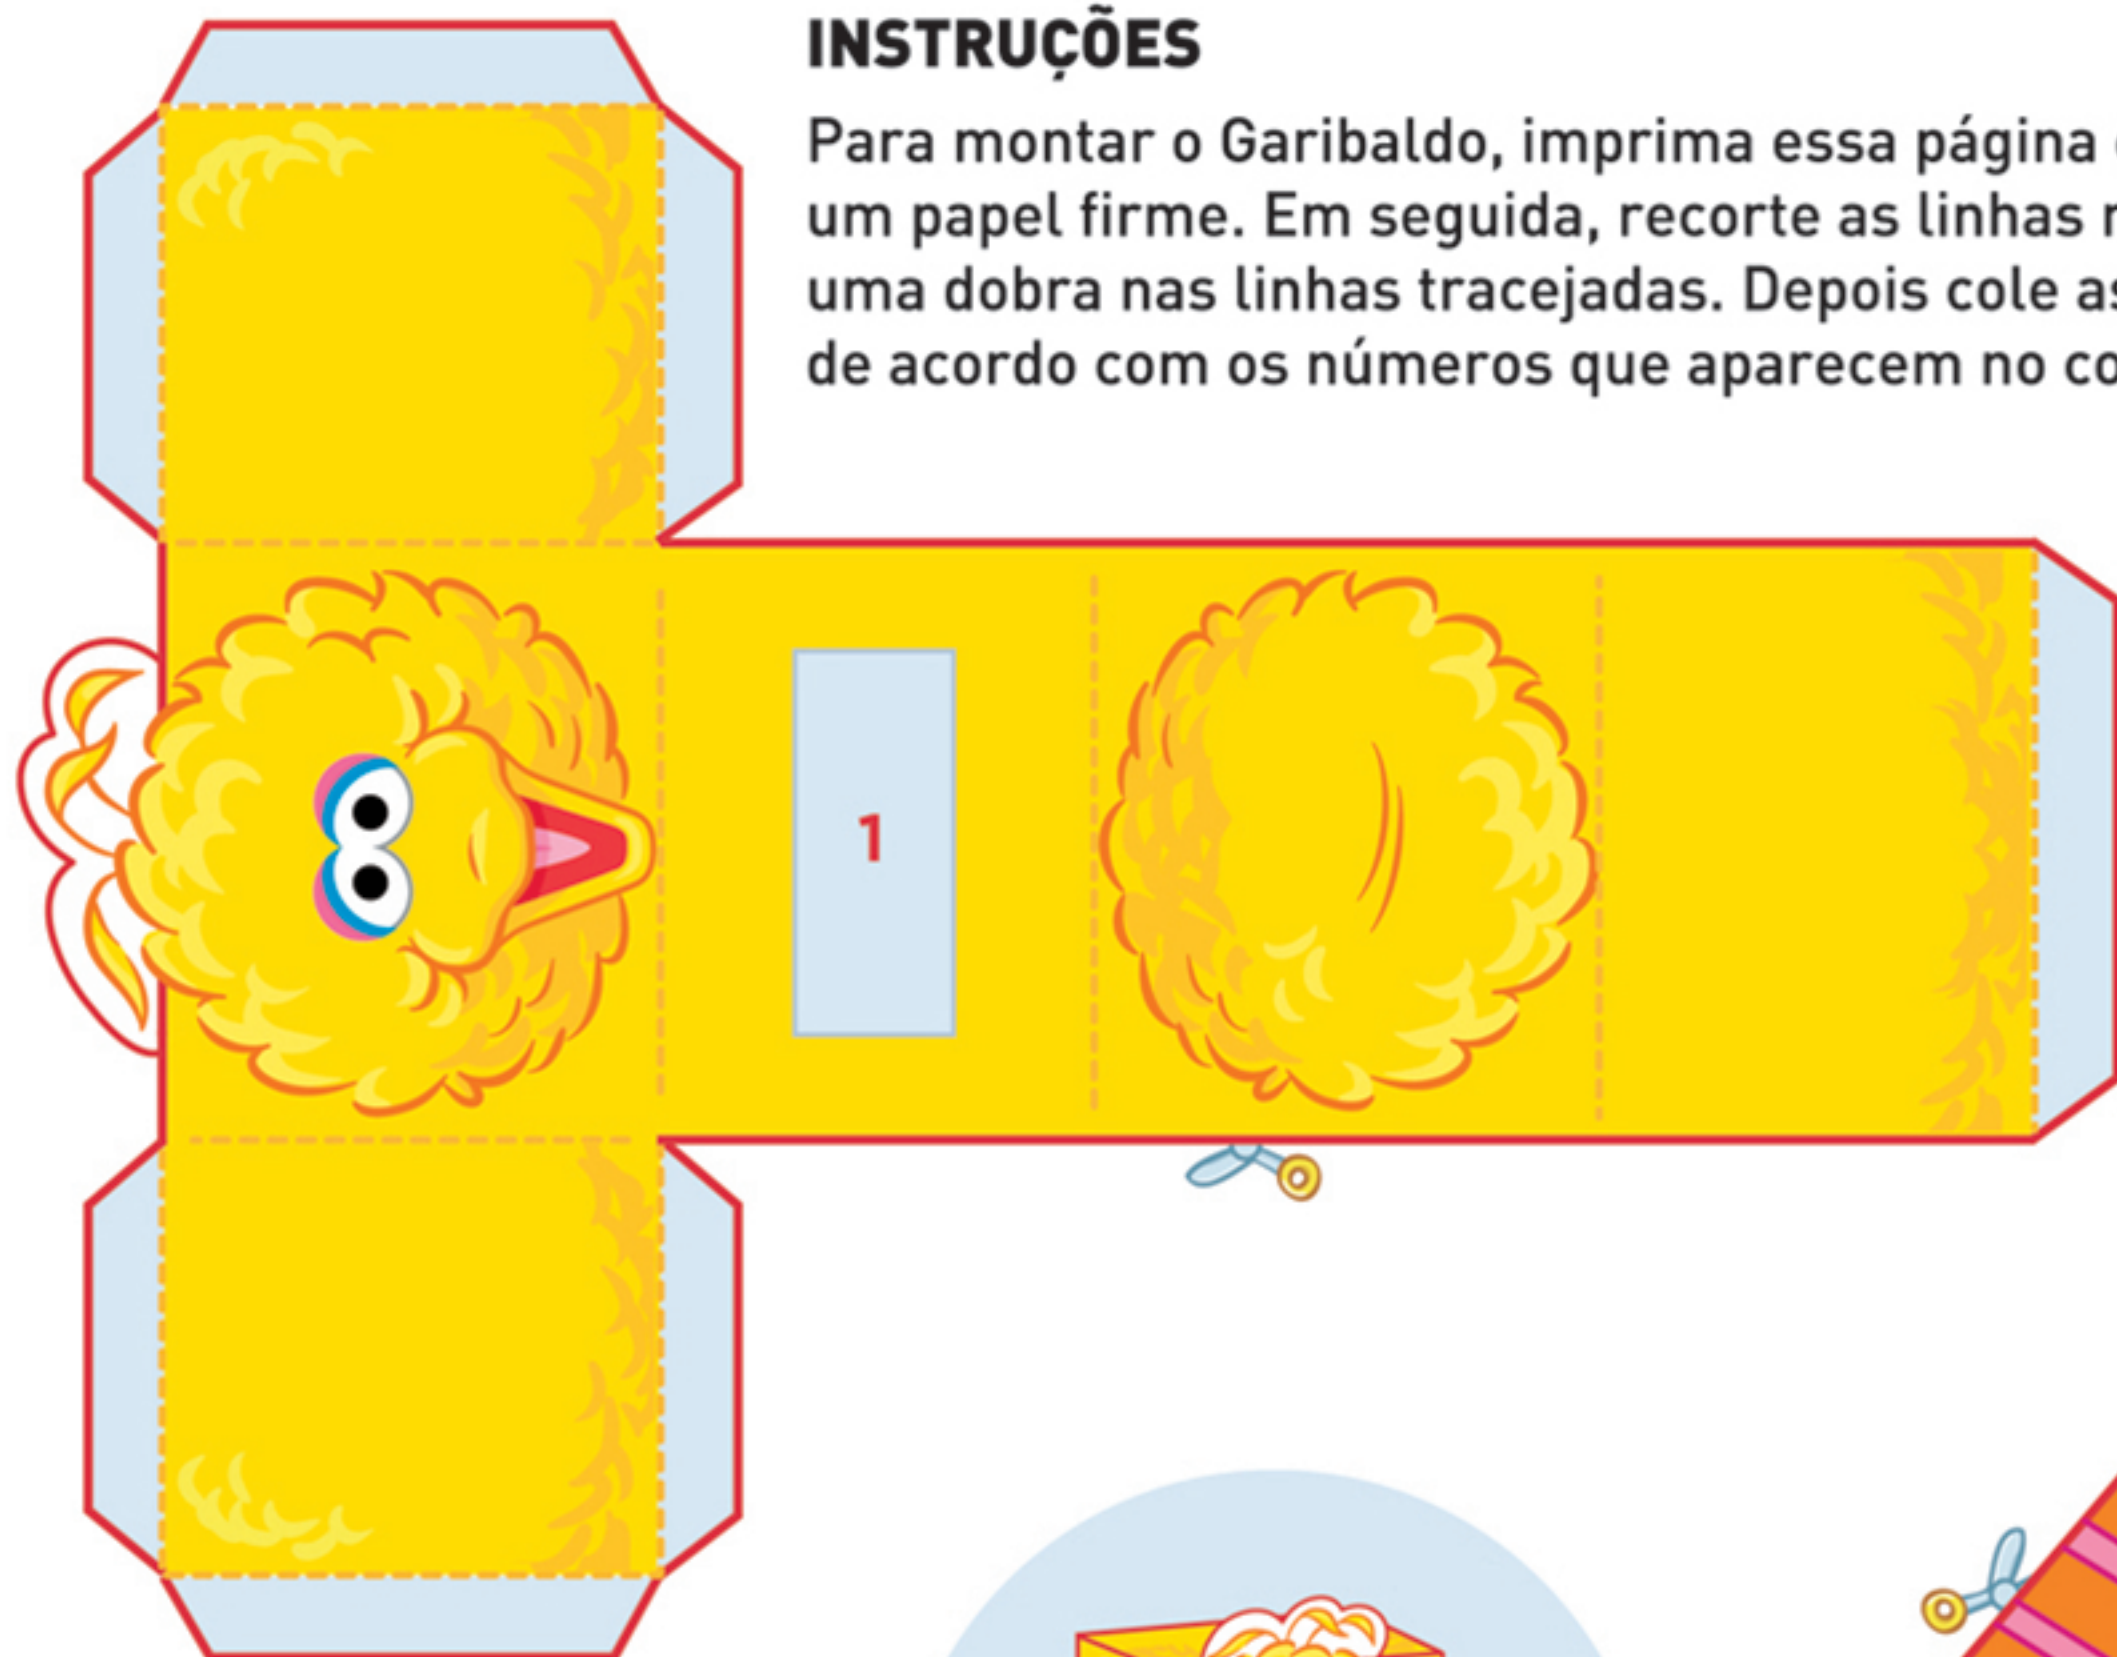 INSTRUÇÕES
Para montar o Garibaldo, imprima essa página
um papel firme. Em seguida, recorte as linhas
uma dobra nas linhas tracejadas. Depois cole as
de acordo com os números que aparecem no
1